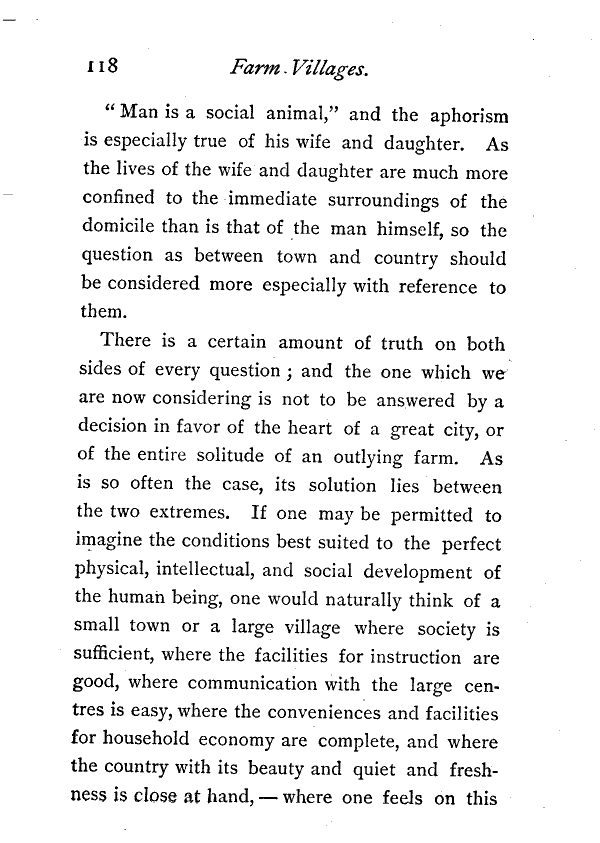 118 Farm Villages.
“Man is a social animal,” and the aphorism
is especially true of his wife and daughter. As
the lives of the wife and daughter are much more
confined to the immediate surroundings of the
domicile than is that of the man himself, so the
question as between town and country should
be considered more especially with reference to
them.
There is a certain amount of truth on both
sides of every question ; and the one which we
are now considering is not to be answered by a
decision in favor of the heart of a great city, or
of the entire solitude of an outlying farm. As
is so often the case, its solution lies between
the two extremes. If one may be permitted to
imagine the conditions best suited to the perfect
physical, intellectual, and social development of
the human being, one would naturally think of a
small town or a large village where society is
sufficient, where the facilities for instruction are
good, where communication with the large cen-
tres is easy, where the conveniences and facilities
for household economy are complete, and where
the country with its beauty and quiet and fresh-
ness is close at hand, — where one feels on this